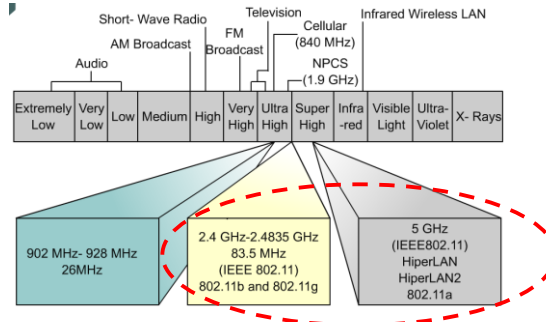 Short- Wave Radio
Television
Infrared Wireless LAN
AM Broadcast
FM
Broadcast
Cellular
(840 MHz)
Audio
NPCS
(1.9 GHz)
Extremely
Low
Very
Low
Low
Medium
High
Very
High
Ultra
High
Super
High
Infra
-red
Visible
Light
Ultra-
Violet
X- Rays
902 MHz- 928 MHz
26MHz
2.4 GHz-2.4835 GHz
83.5 MHz
(IEEE 802.11)
802.11b and 802.11g
5 GHz
(IEEE802.11)
HiperLAN
HiperLAN2
802.11a